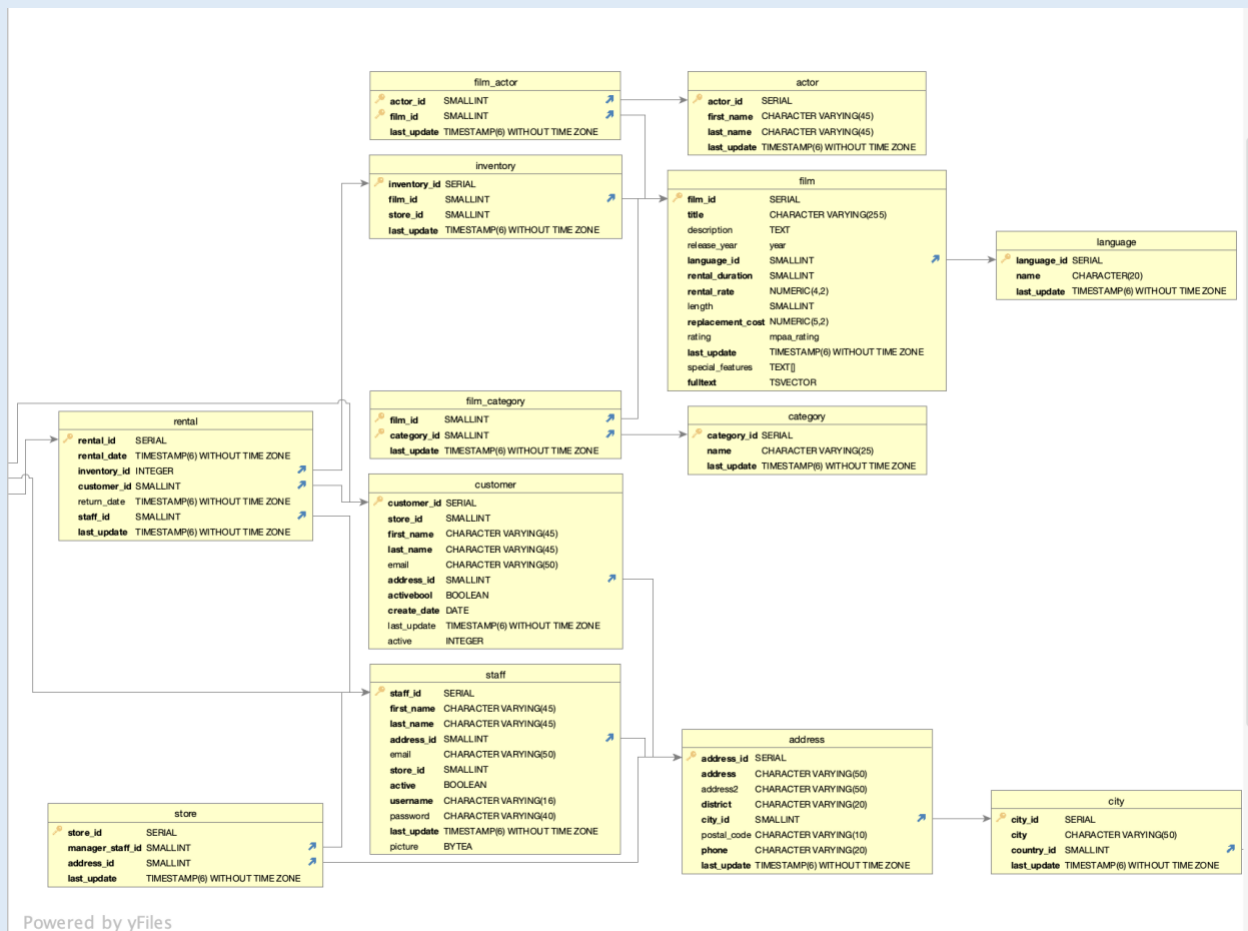 film_actor
actor_id SMALLINT
film_id SMALLINT
last_update TIMESTAMP(6) WITHOUT TIME ZONE
actor
actor_id SERIAL
first_name CHARACTER VARYING(45)
last_name CHARACTER VARYING(45)
last_update TIMESTAMP(6) WITHOUT TIME ZONE
inventory
inventory_id SERIAL
film_id SMALLINT
store_id SMALLINT
last_update TIMESTAMP(6) WITHOUT TIME ZONE
film
film_id SERIAL
title CHARACTER VARYING(255)
description TEXT
release_year year
language_id SMALLINT
rental_duration SMALLINT
rental_rate NUMERIC(4,2)
length SMALLINT
replacement_cost NUMERIC(5,2)
rating mpaa_rating
last_update TIMESTAMP(6) WITHOUT TIME ZONE
special_features TEXT[]
fulltext TSVECTOR
language
language_id SERIAL
name CHARACTER(20)
last_update TIMESTAMP(6) WITHOUT TIME ZONE
film_category
film_id SMALLINT
category_id SMALLINT
last_update TIMESTAMP(6) WITHOUT TIME ZONE
category
category_id SERIAL
name CHARACTER VARYING(25)
last_update TIMESTAMP(6) WITHOUT TIME ZONE
rental
rental_id SERIAL
rental_date TIMESTAMP(6) WITHOUT TIME ZONE
inventory_id INTEGER
customer_id SMALLINT
return_date TIMESTAMP(6) WITHOUT TIME ZONE
staff_id SMALLINT
last_update TIMESTAMP(6) WITHOUT TIME ZONE
customer
customer_id SERIAL
store_id SMALLINT
first_name CHARACTER VARYING(45)
last_name CHARACTER VARYING(45)
email CHARACTER VARYING(50)
address_id SMALLINT
activebool BOOLEAN
create_date DATE
last_update TIMESTAMP(6) WITHOUT TIME ZONE
active INTEGER
staff
staff_id SERIAL
first_name CHARACTER VARYING(45)
last_name CHARACTER VARYING(45)
address_id SMALLINT
email CHARACTER VARYING(50)
store_id SMALLINT
active BOOLEAN
username CHARACTER VARYING(16)
password CHARACTER VARYING(40)
last_update TIMESTAMP(6) WITHOUT TIME ZONE
picture BYTEA
address
address_id SERIAL
address CHARACTER VARYING(50)
address2 CHARACTER VARYING(50)
district CHARACTER VARYING(20)
city_id SMALLINT
postal_code CHARACTER VARYING(10)
phone CHARACTER VARYING(20)
last_update TIMESTAMP(6) WITHOUT TIME ZONE
city
city_id SERIAL
city CHARACTER VARYING(50)
country_id SMALLINT
last_update TIMESTAMP(6) WITHOUT TIME ZONE
store
store_id SERIAL
manager_staff_id SMALLINT
address_id SMALLINT
last_update TIMESTAMP(6) WITHOUT TIME ZONE
Powered by yFiles